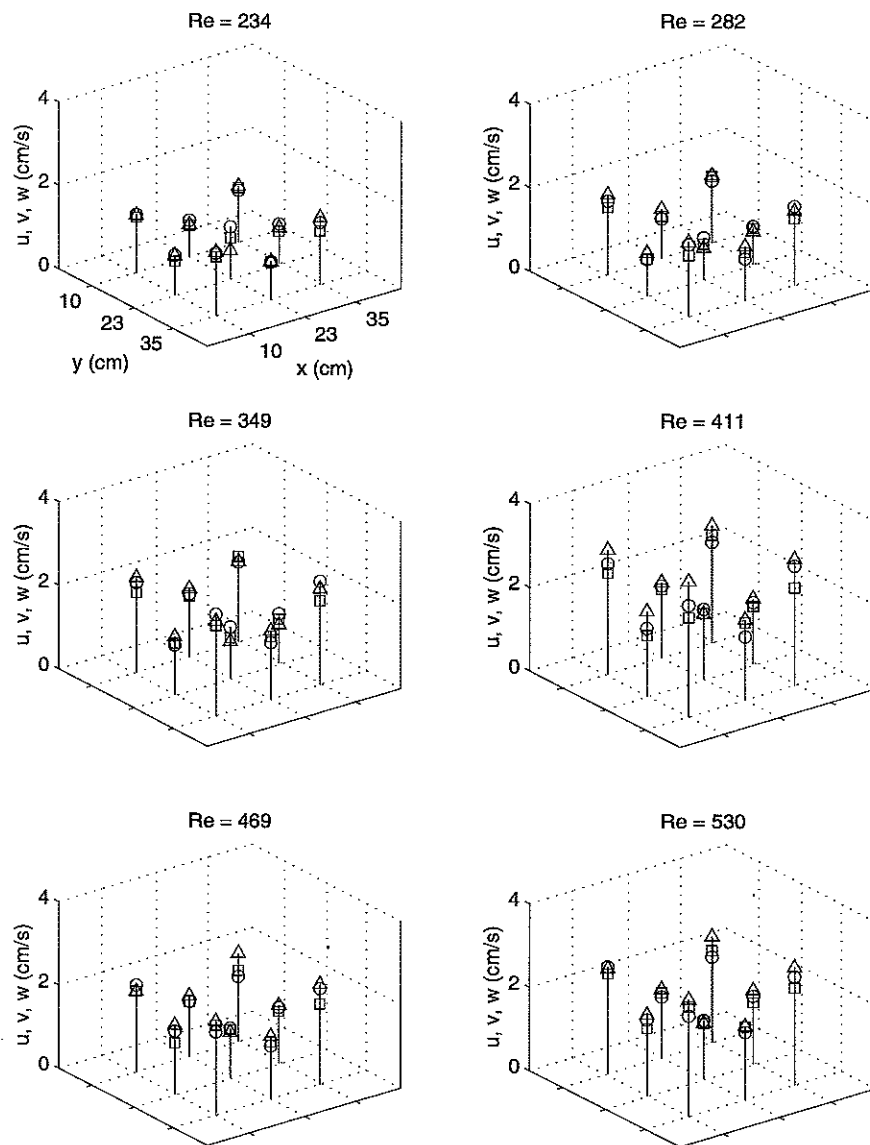 Re = 234
Re = 282
4
2
0
u, v, w (cm/s)
10
23
35
y (cm)
10
23
35
x (cm)
4
2
0
u, v, w (cm/s)
Re = 349
Re = 411
4
2
0
u, v, w (cm/s)
4
2
0
u, v, w (cm/s)
Re = 469
Re = 530
4
2
0
u, v, w (cm/s)
4
2
0
u, v, w (cm/s)